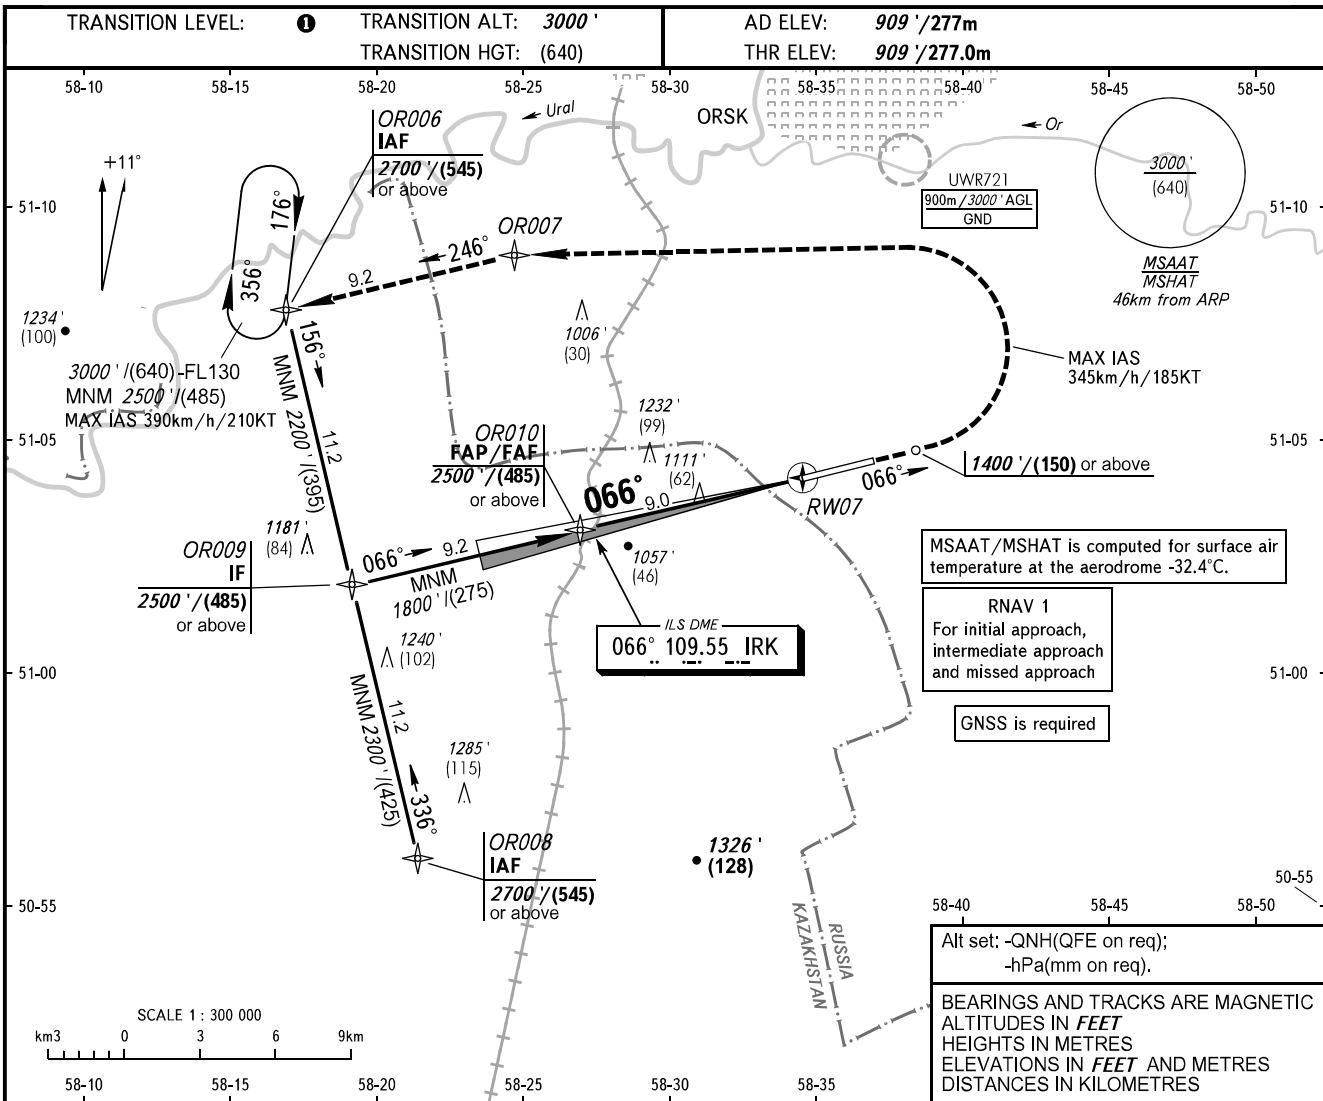 TRANSITION LEVEL: 1 TRANSITION ALT: 3000 '
TRANSITION HGT: (640)
AD ELEV: 909 '/277m
THR ELEV: 909 '/277.0m
58-10 58-15 58-20 58-25 58-30 58-40 58-45 58-50
OR006
IAF
2700 '/(545)
or above
Ural
ORSK
Or
3000 '
(640)
MSAAT
MSHAT
46km from ARP
UWR721
900m/3000 'AGL
GND
+11°
51-10 51-10
176°
356°
OR007
246°
9.2
1234 '
(100)
3000 '/(640)-FL130
MNM 2500 '/(485)
MAX IAS 390km/h/210KT
156°
MNM 2200 '/(395)
11.2
1006 '
(30)
MAX IAS
345km/h/185KT
1232 '
(99)
1111 '
(62)
51-05 51-05
OR010
FAP/FAF
2500 '/(485)
or above
066°
9.0
066°
1400 '/(150) or above
RW07
1181 '
(84)
OR009
IF
2500 '/(485)
or above
066°
9.2
MNM
1800 '/(275)
1057 '
(46)
ILS DME
066° 109.55 IRK
MSAAT/MSHAT is computed for surface air
temperature at the aerodrome -32.4°C.
RNAV 1
For initial approach,
intermediate approach
and missed approach
GNSS is required
1240 '
(102)
51-00 51-00
MNM 2300 '/(425)
11.2
336°
1285 '
(115)
OR008
IAF
2700 '/(545)
or above
1326 '
(128)
50-55
50-55
RUSSIA
KAZAKHSTAN
58-40 58-45 58-50
Alt set: -QNH(QFE on req);
-hPa(mm on req).
BEARINGS AND TRACKS ARE MAGNETIC
ALTITUDES IN FEET
HEIGHTS IN METRES
ELEVATIONS IN FEET AND METRES
DISTANCES IN KILOMETRES
SCALE 1 : 300 000
km3 0 3 6 9km
58-10 58-15 58-20 58-25 58-30 58-35